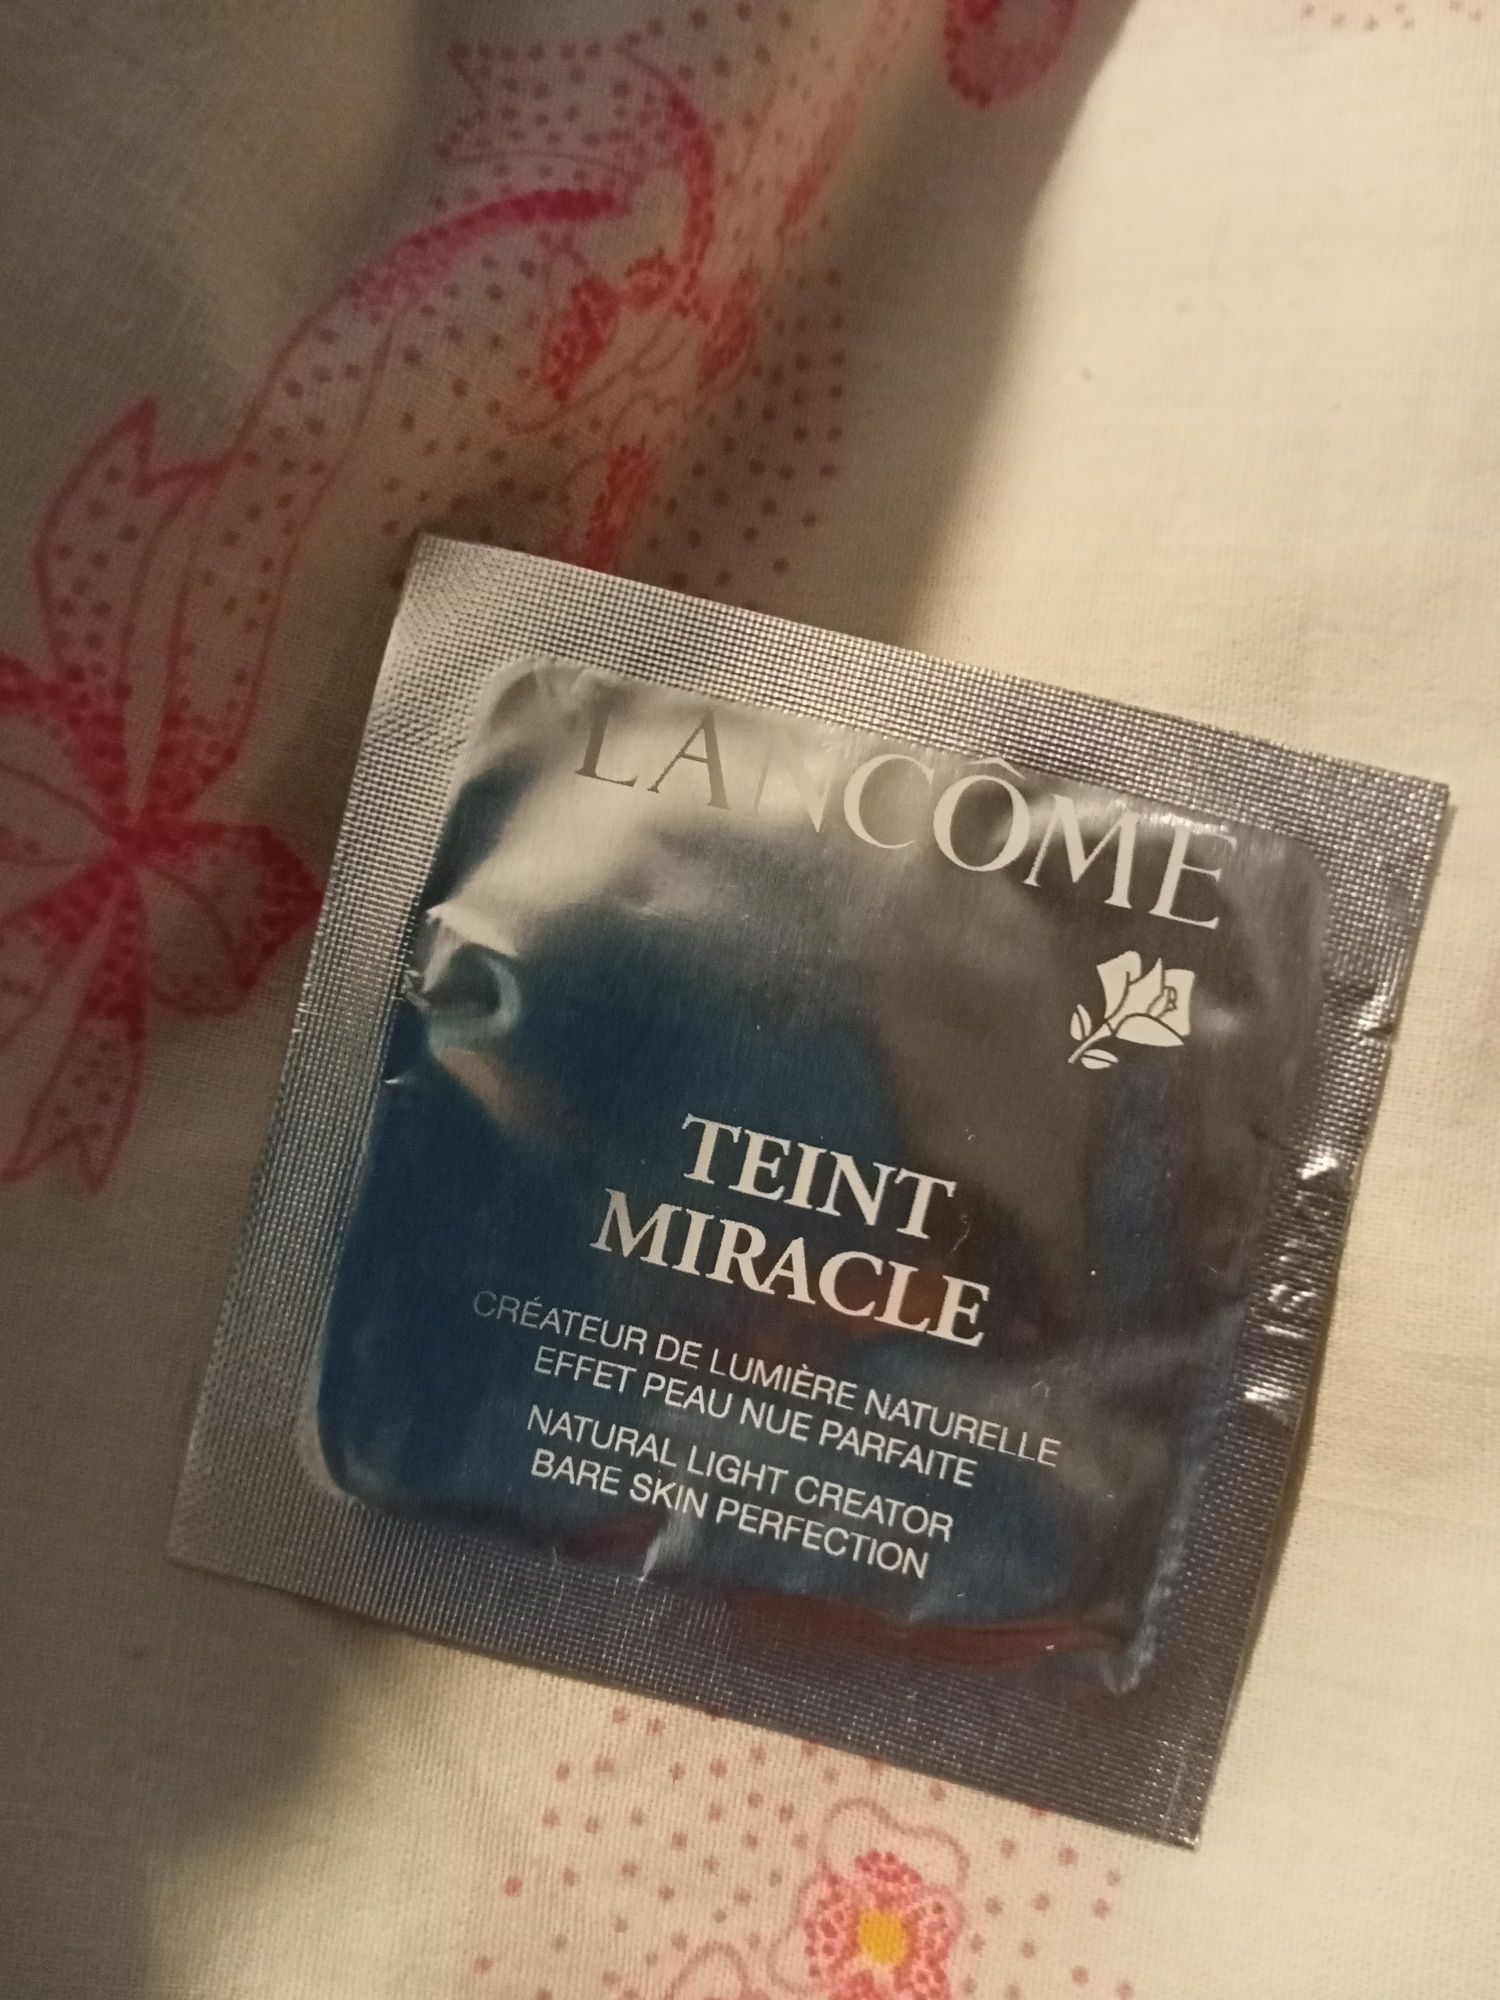 LANCÔME
TEINT
MIRACLE
CRÉATEUR DE LUMIÈRE NATURELLE
EFFET PEAU NUE PARFAITE
NATURAL LIGHT CREATOR
BARE SKIN PERFECTION